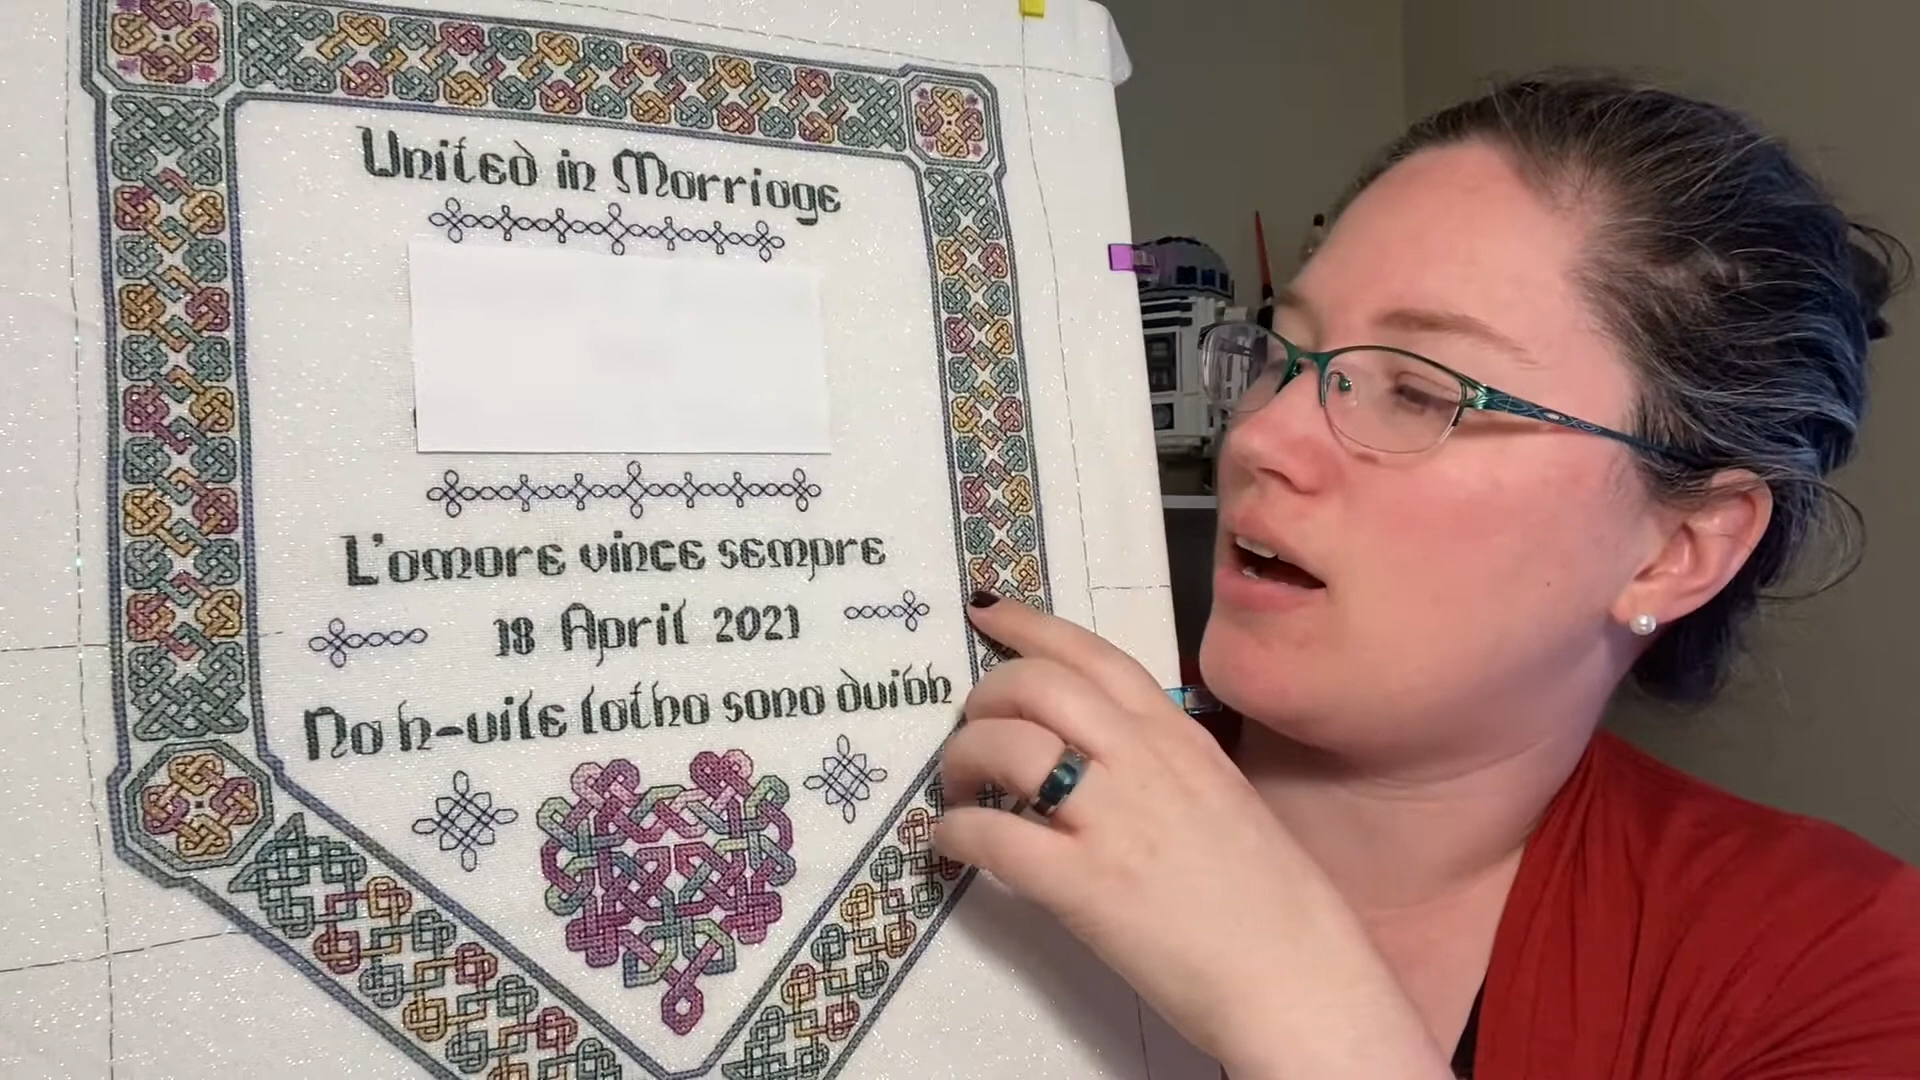 United in Marriage
L'amore vince sempre
18 April 2021
Na h-uile latha sona duibh